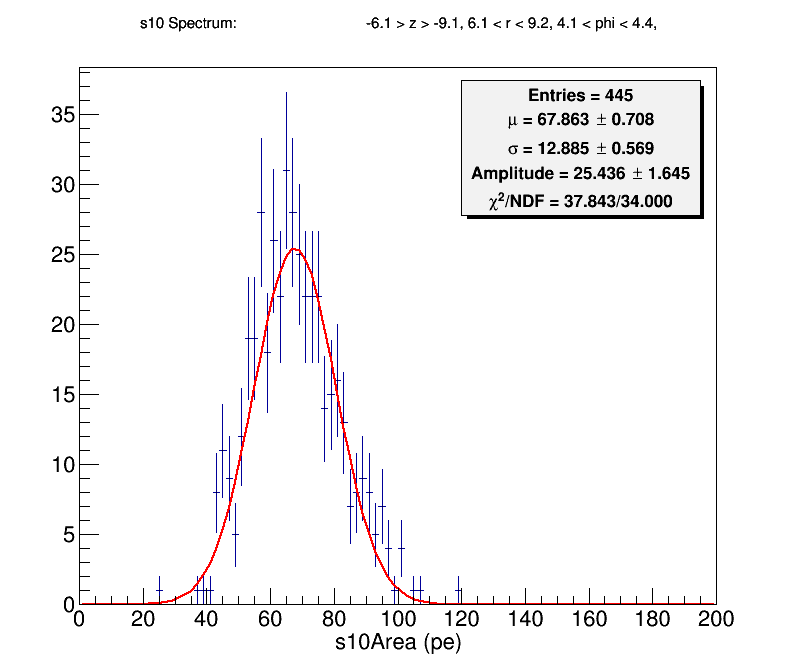 s10 Spectrum: -6.1 > z > -9.1, 6.1 < r < 9.2, 4.1 < phi < 4.4,
Entries = 445
μ = 67.863 ± 0.708
σ = 12.885 ± 0.569
Amplitude = 25.436 ± 1.645
χ²/NDF = 37.843/34.000
35
30
25
20
15
10
5
0
0 20 40 60 80 100 120 140 160 180 200
s10Area (pe)